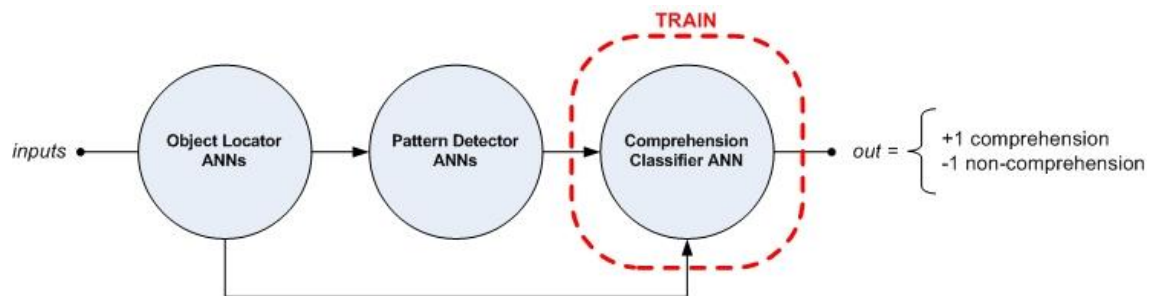 TRAIN
inputs
Object Locator
ANNs
Pattern Detector
ANNs
Comprehension
Classifier ANN
out =
+1 comprehension
-1 non-comprehension